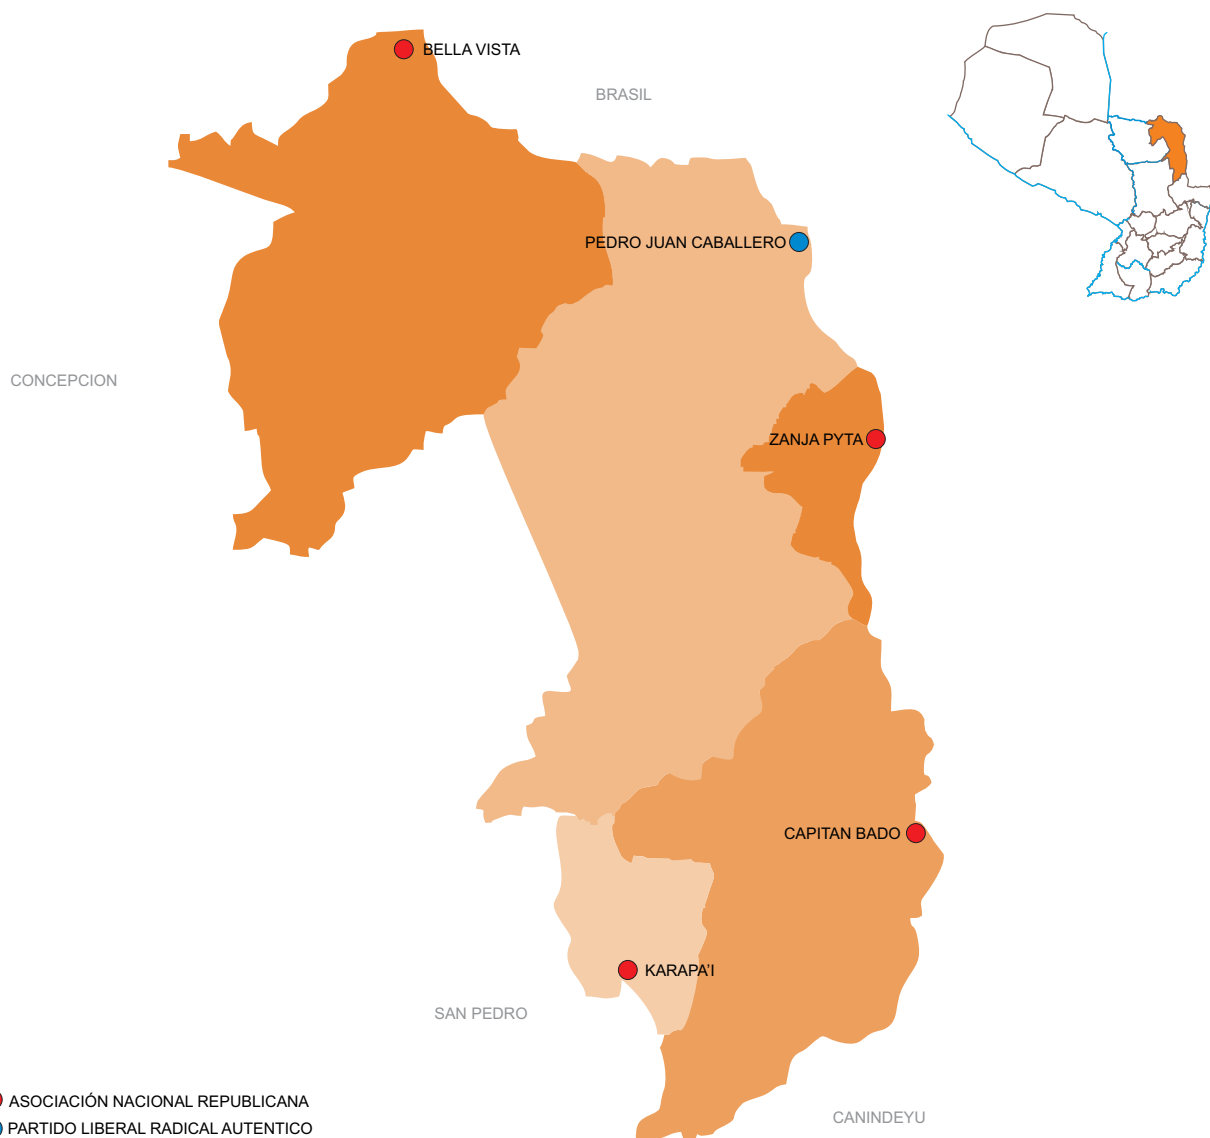 BELLA VISTA
BRASIL
PEDRO JUAN CABALLERO
CONCEPCION
ZANJA PYTA
CAPITAN BADO
KARAPA'I
SAN PEDRO
ASOCIACIÓN NACIONAL REPUBLICANA
CANINDEYU
PARTIDO LIBERAL RADICAL AUTENTICO